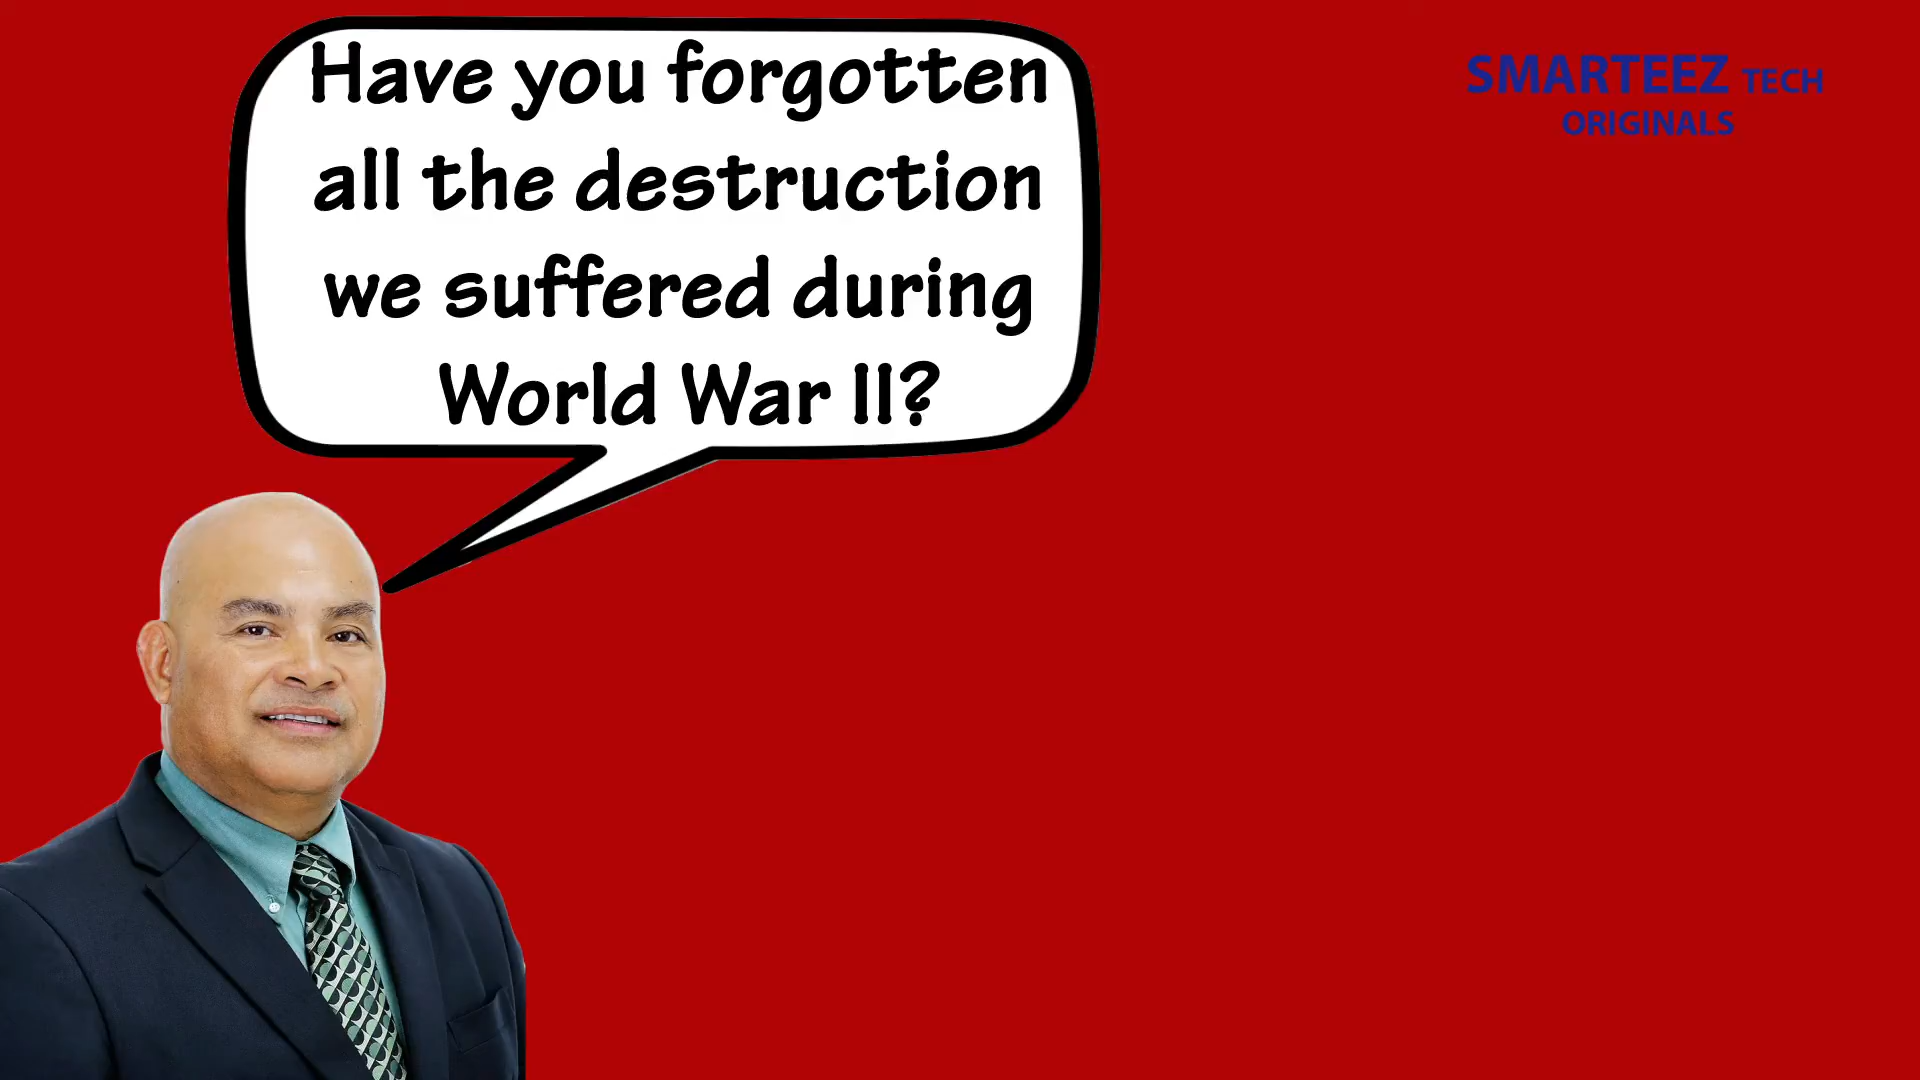 Have you forgotten
all the destruction
we suffered during
World War II?
SMARTEEZ TECH
ORIGINALS